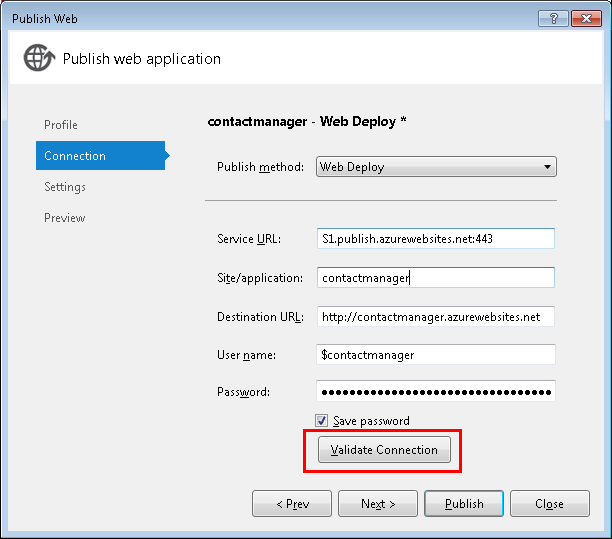 Publish Web
?
Publish web application
Profile
Connection
Settings
Preview
contactmanager - Web Deploy *
Publish method: Web Deploy
Service URL: S1.publish.azurewebsites.net:443
Site/application: contactmanager
Destination URL: http://contactmanager.azurewebsites.net
User name: $contactmanager
Password: ●●●●●●●●●●●●●●●●●●●●●●●●●●●●●●●●●
Save password
Validate Connection
< Prev Next > Publish Close